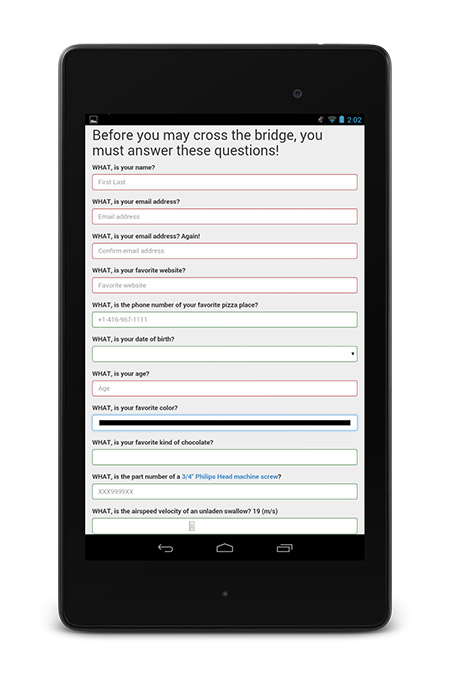 2:02
Before you may cross the bridge, you
must answer these questions!
WHAT, is your name?
First Last
WHAT, is your email address?
Email address
WHAT, is your email address? Again!
Confirm email address
WHAT, is your favorite website?
Favorite website
WHAT, is the phone number of your favorite pizza place?
+1-416-967-1111
WHAT, is your date of birth?
WHAT, is your age?
Age
WHAT, is your favorite color?
WHAT, is your favorite kind of chocolate?
WHAT, is the part number of a 3/4" Philips Head machine screw?
XXX9999XX
WHAT, is the airspeed velocity of an unladen swallow? 19 (m/s)